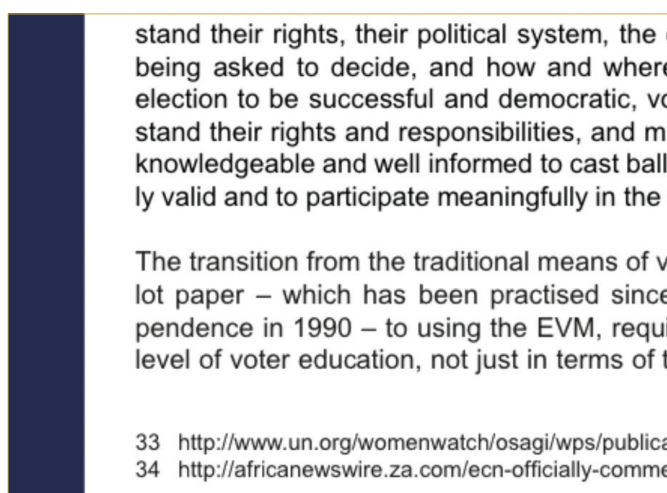 stand their rights, their political system, the
being asked to decide, and how and where
election to be successful and democratic,
stand their rights and responsibilities, and
knowledgeable and well informed to cast
ly valid and to participate meaningfully in the
The transition from the traditional means of
lot paper – which has been practised since
pendence in 1990 – to using the EVM,
level of voter education, not just in terms of
33 http://www.un.org/womenwatch/osagi/wps/publica
34 http://africanewswire.za.com/ecn-officially-comme